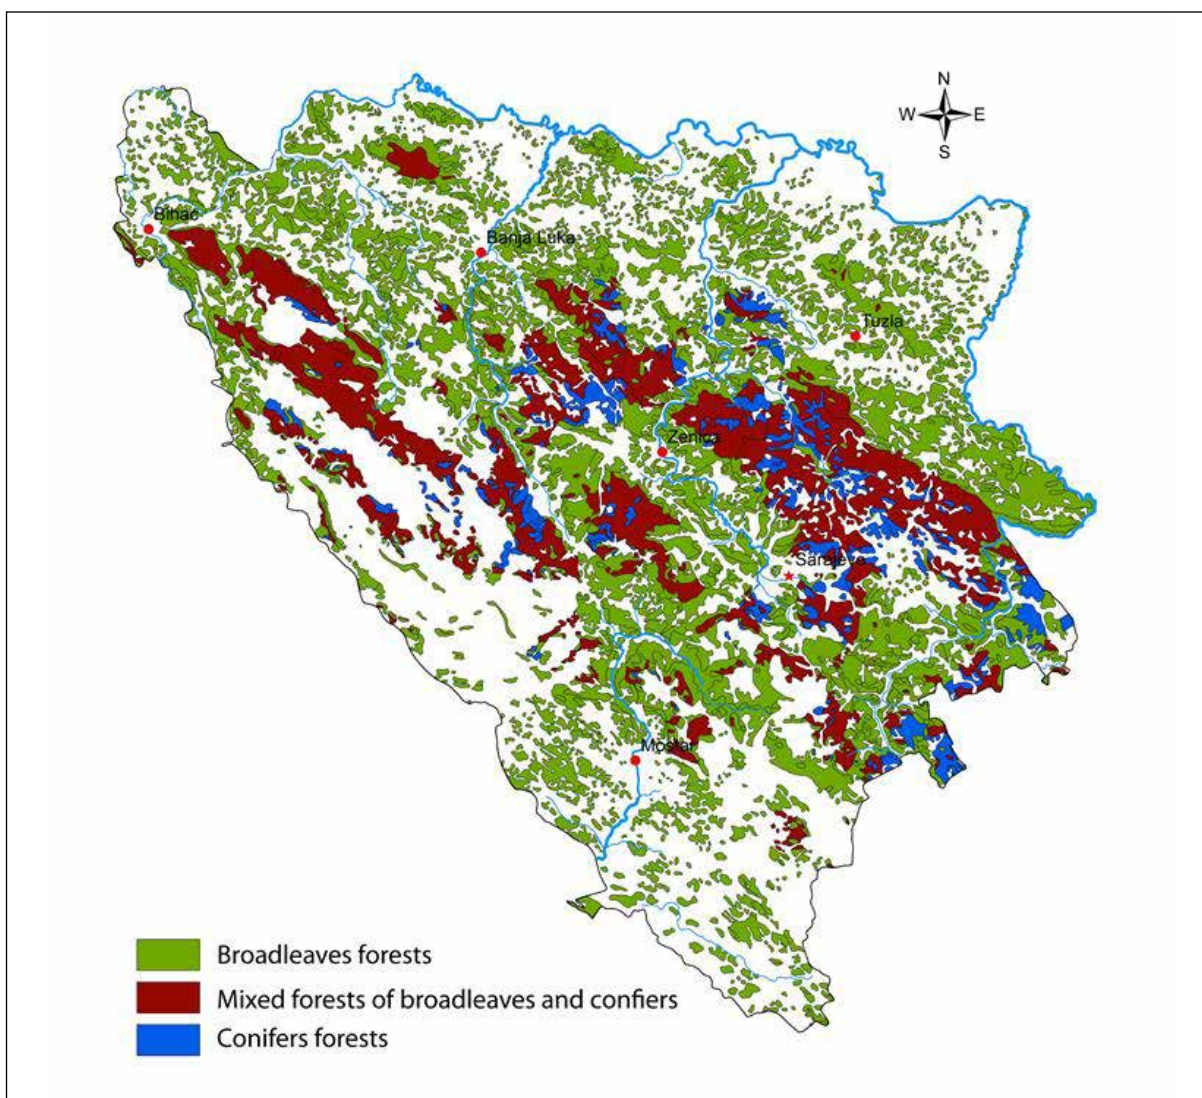 N
W E
S
Bihać
Banja Luka
Tuzla
Zenica
Sarajevo
Mostar
Broadleaves forests
Mixed forests of broadleaves and confiers
Conifers forests